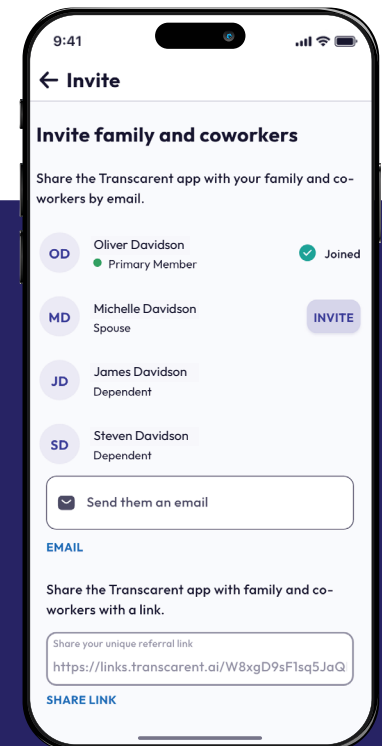 9:41
Invite
Invite family and coworkers
Share the Transcarent app with your family and co-
workers by email.
OD
Oliver Davidson
Primary Member
Joined
MD
Michelle Davidson
Spouse
INVITE
JD
James Davidson
Dependent
SD
Steven Davidson
Dependent
Send them an email
EMAIL
Share the Transcarent app with family and co-
workers with a link.
Share your unique referral link
https://links.transcarent.ai/W8xgD9sF1sq5JaQ
SHARE LINK